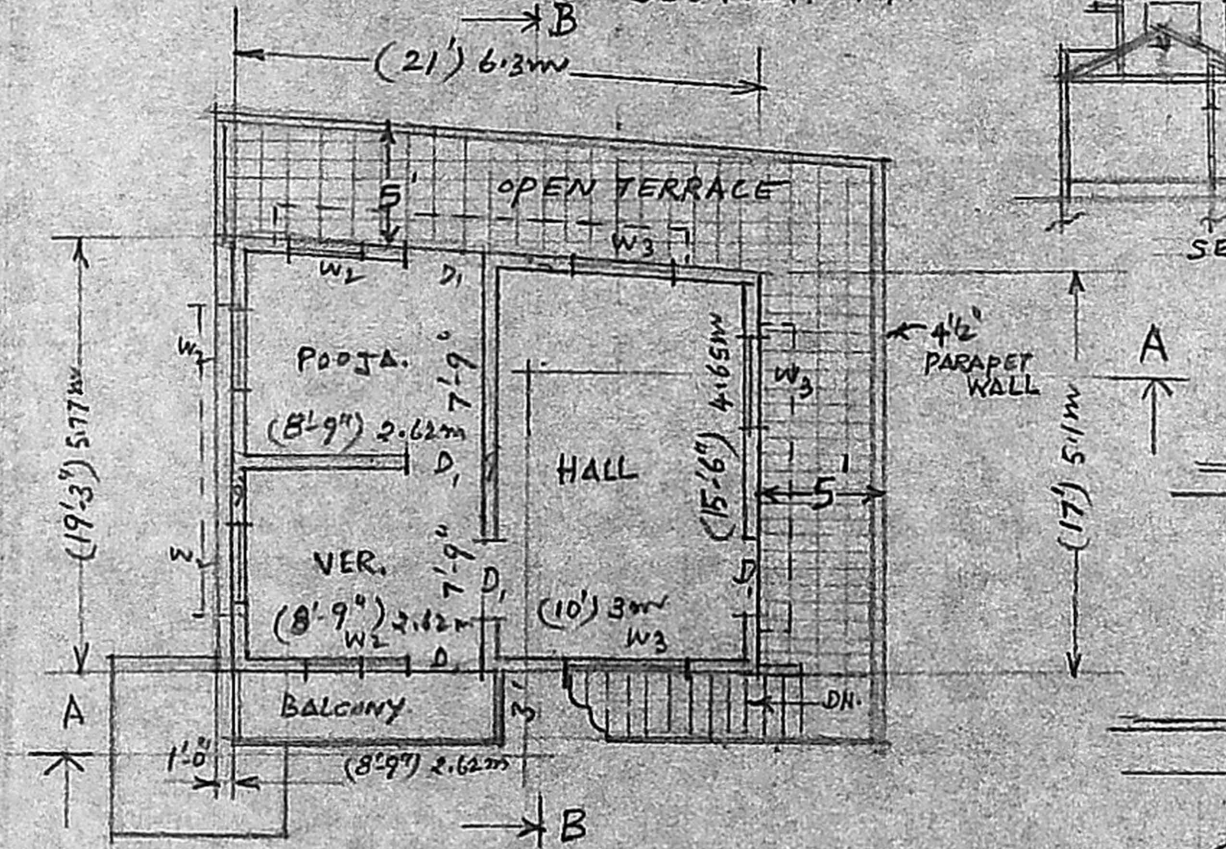 B
(21') 6.3m
5'
OPEN TERRACE
W2
D1
W3
SE
POOJA.
7'-9"
(8'-9") 2.62m
D1
HALL
(15'-6") 4.65m
W3
4½"
PARAPET
WALL
A
(19'-3") 5.77m
5'
(17') 5.1m
VER.
7'-9"
(8'-9") 2.62m
W2
D1
D1
(10') 3m
W3
D1
A
BALCONY
3'
DN.
1'-0"
(8'-9") 2.62m
B